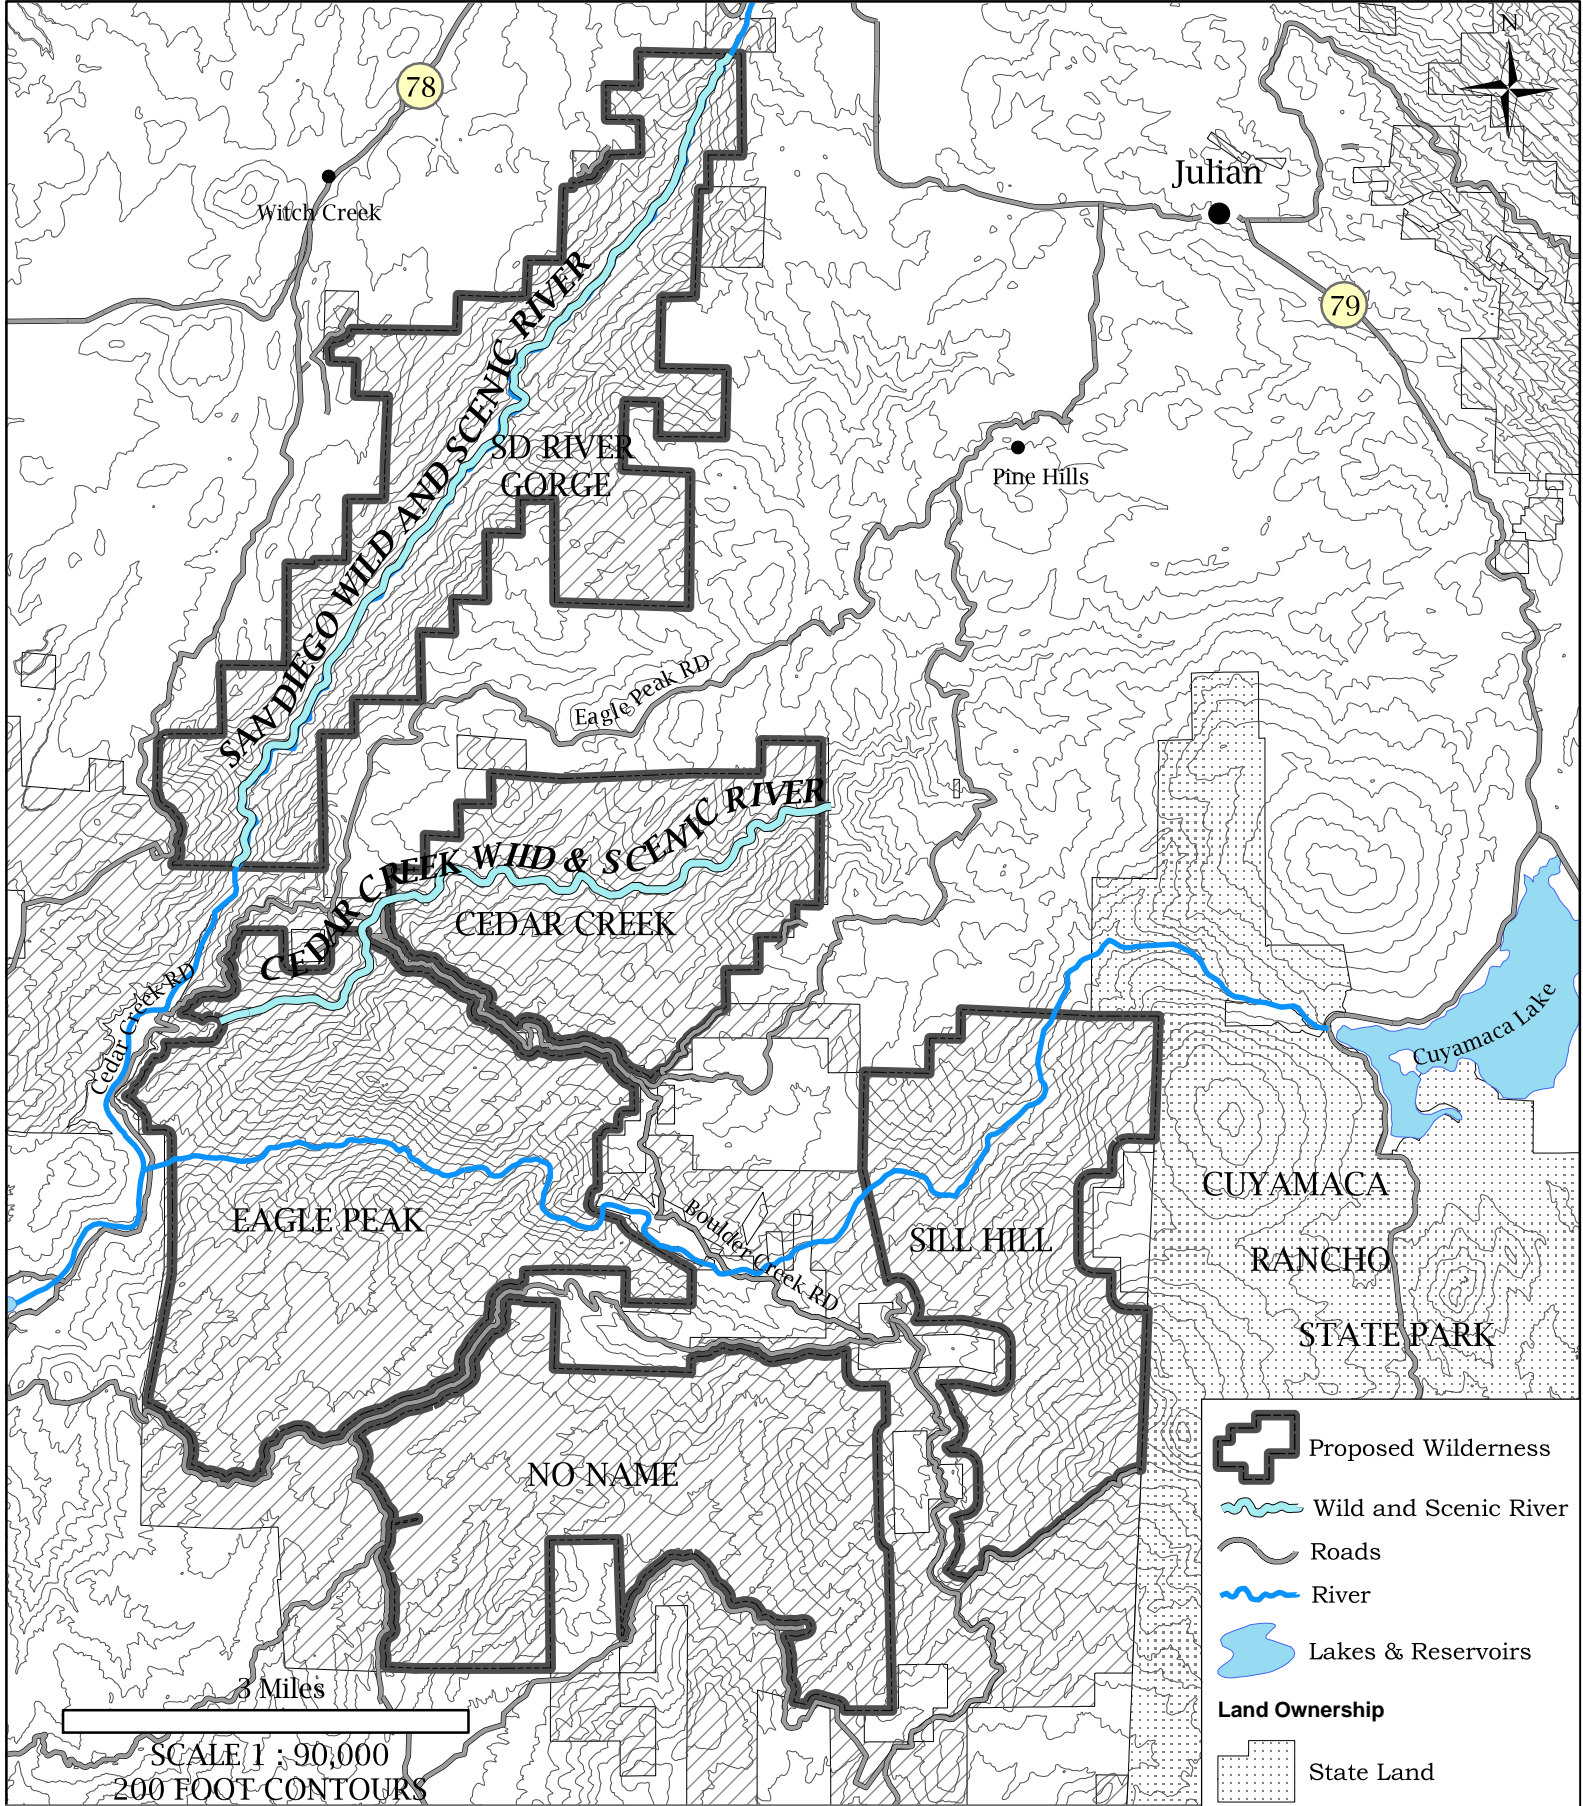 N
78
Julian
Witch Creek
79
SAN DIEGO WILD AND SCENIC RIVER
SD RIVER
GORGE
Pine Hills
Eagle Peak RD
CEDAR CREEK WIID & SCENIC RIVER
CEDAR CREEK
Cedar Creek RD
Cuyamaca Lake
EAGLE PEAK
Boulder Creek RD
SILL HILL
CUYAMACA
RANCHO
STATE PARK
NO NAME
Proposed Wilderness
Wild and Scenic River
Roads
River
Lakes & Reservoirs
Land Ownership
State Land
3 Miles
SCALE 1 : 90,000
200 FOOT CONTOURS